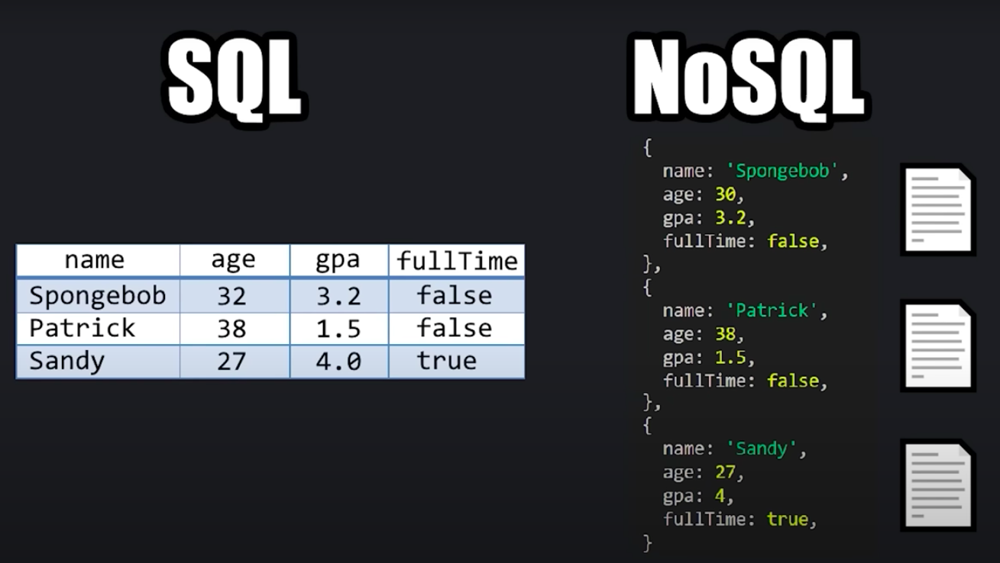 SQL
name age gpa fullTime
Spongebob 32 3.2 false
Patrick 38 1.5 false
Sandy 27 4.0 true
NoSQL
{
name: 'Spongebob',
age: 30,
gpa: 3.2,
fullTime: false,
},
{
name: 'Patrick',
age: 38,
gpa: 1.5,
fullTime: false,
},
{
name: 'Sandy',
age: 27,
gpa: 4,
fullTime: true,
}